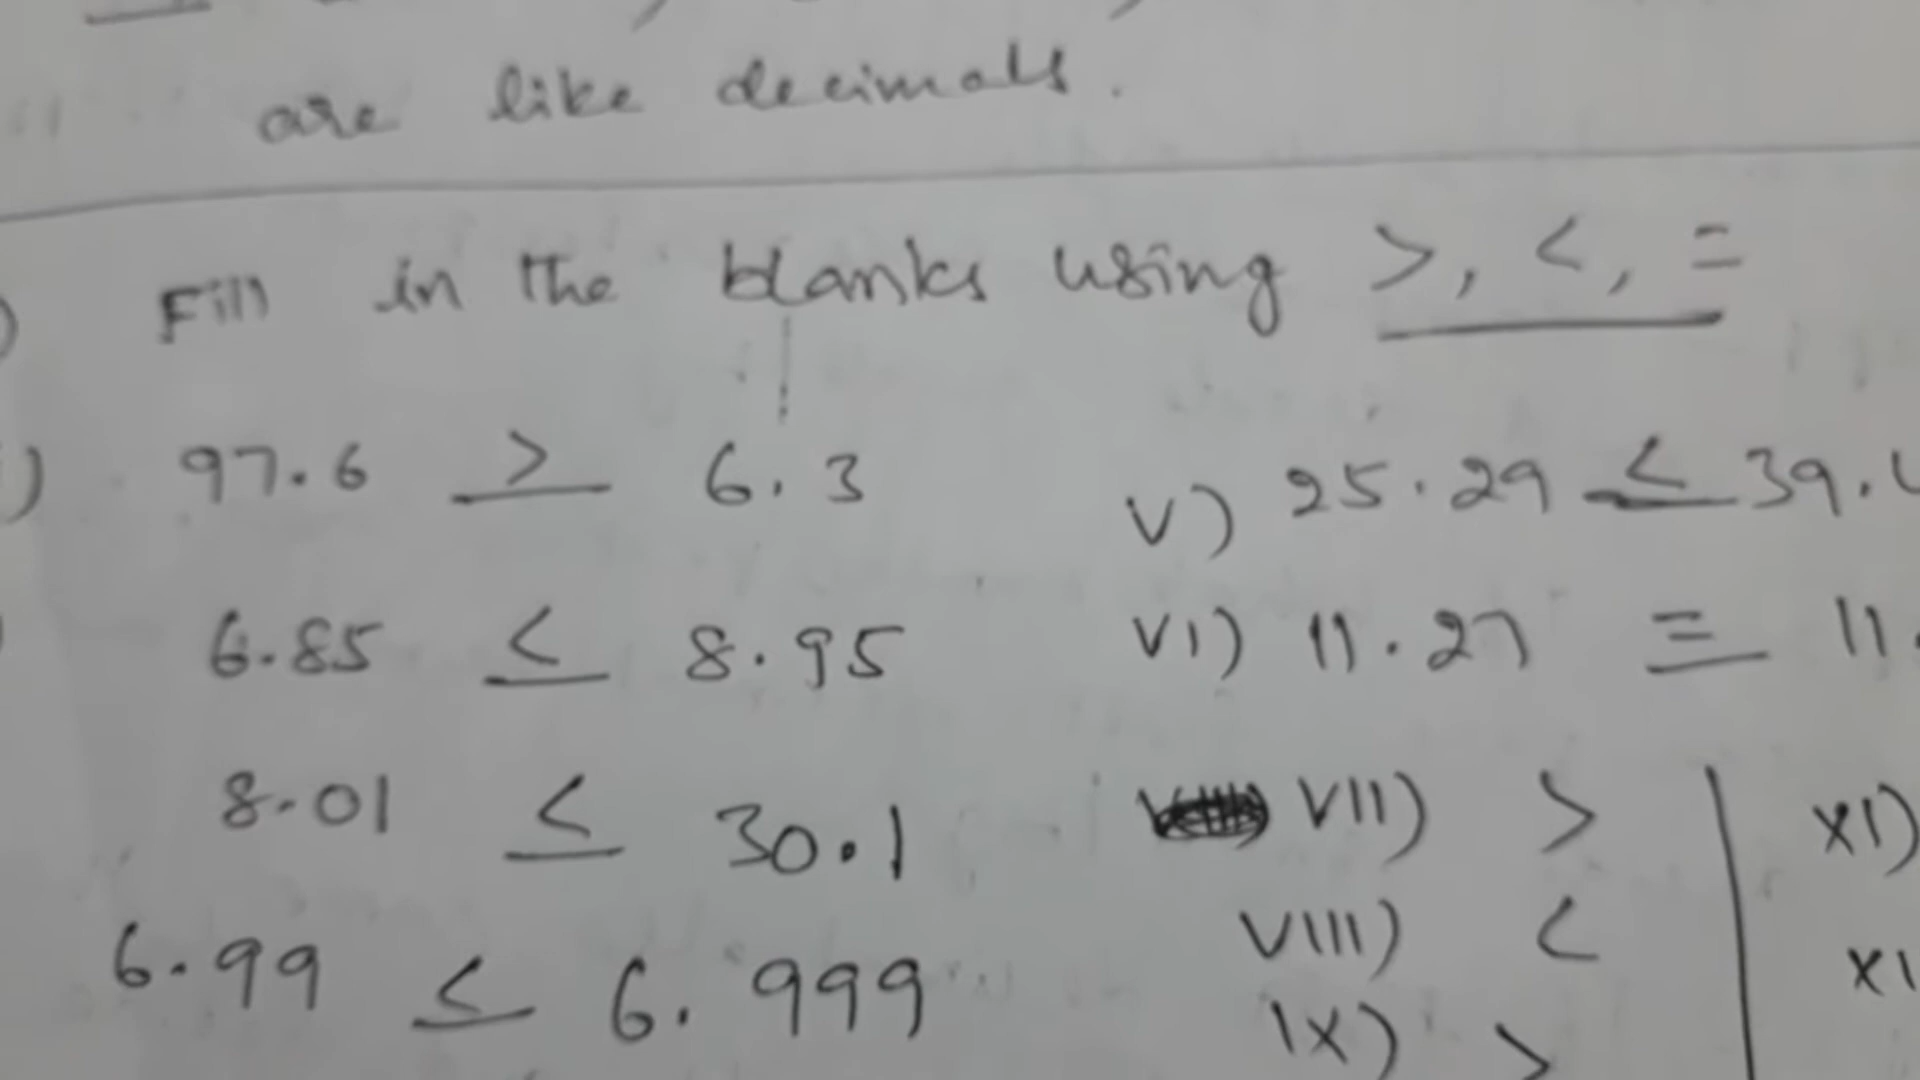 are like decimals.
Fill in the blanks using >, <, =
97.6 > 6.3
6.85 < 8.95
8.01 < 30.1
6.99 < 6.999
V) 25.29 < 39.
VI) 11.27 = 11.
VII) >
VIII) <
IX) >
XI)
XI